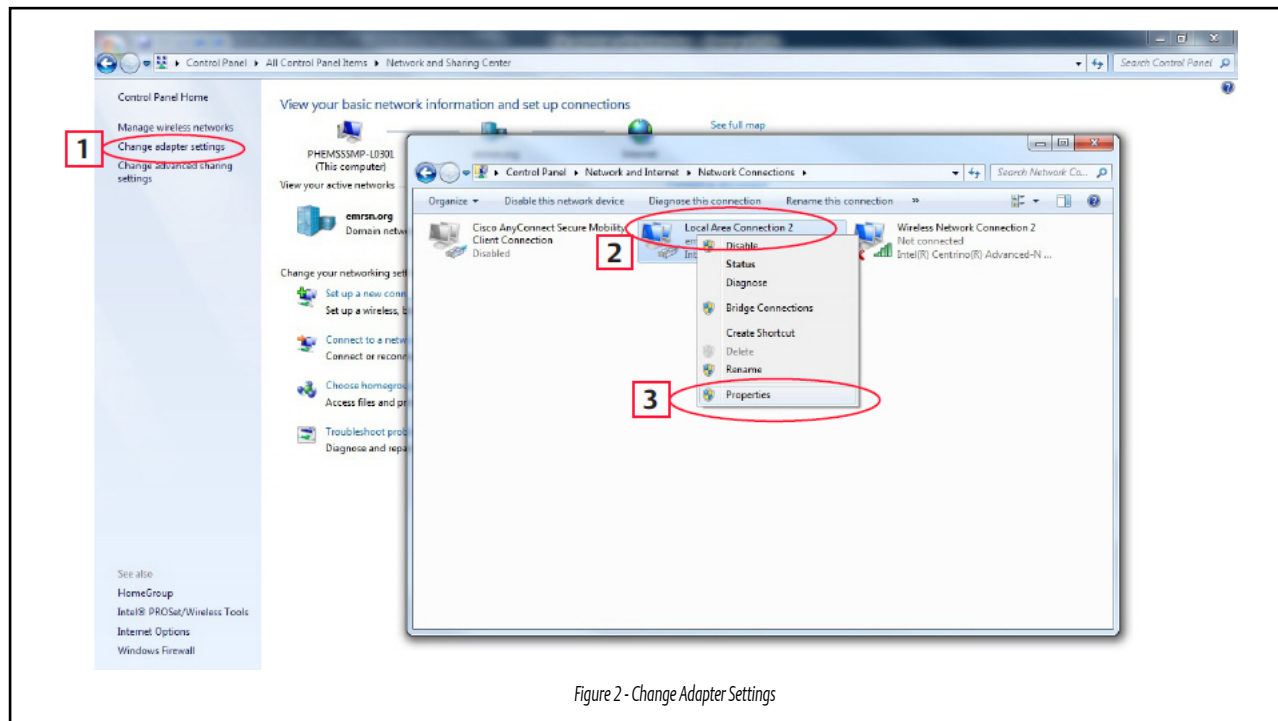 Control Panel ▸ All Control Panel Items ▸ Network and Sharing Center
Search Control Panel
Control Panel Home
Manage wireless networks
1
Change adapter settings
Change advanced sharing
settings
See also
HomeGroup
Intel® PROSet/Wireless Tools
Internet Options
Windows Firewall
View your basic network information and set up connections
See full map
PHEMSSSMP-L0301
(This computer)
View your active networks
emrsn.org
Domain netw
Change your networking sett
Set up a new conn
Set up a wireless, b
Connect to a netw
Connect or reconn
Choose homegrou
Access files and pr
Troubleshoot prob
Diagnose and repa
Control Panel ▸ Network and Internet ▸ Network Connections ▸
Search Network Co...
Organize
Disable this network device
Diagnose this connection
Rename this connection
»
Cisco AnyConnect Secure Mobility
Client Connection
Disabled
2
Local Area Connection 2
Wireless Network Connection 2
Not connected
Intel(R) Centrino(R) Advanced-N ...
Disable
Status
Diagnose
Bridge Connections
Create Shortcut
Delete
Rename
3
Properties
Figure 2 - Change Adapter Settings